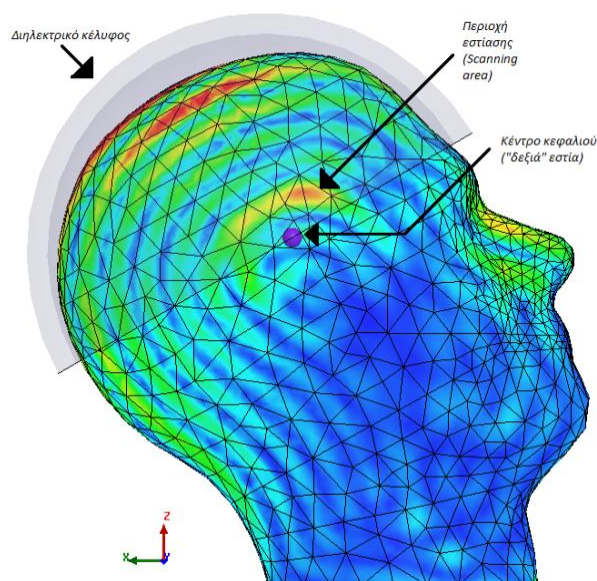 Διηλεκτρικό κέλυφος
Περιοχή
εστίασης
(Scanning
area)
Κέντρο κεφαλιού
("δεξιά" εστία)
Z
X
Y